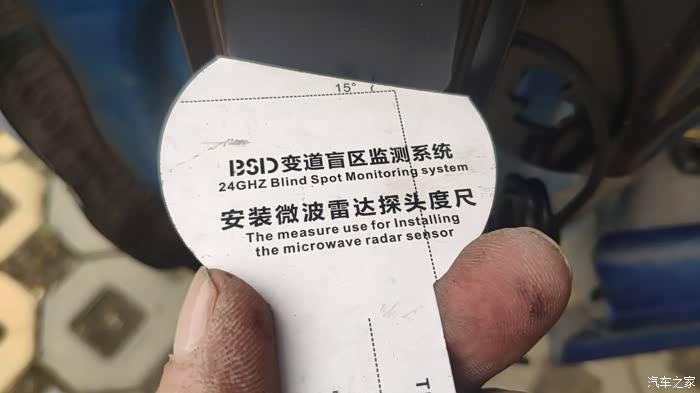 15°
BSD变道盲区监测系统
24GHZ Blind Spot Monitoring system
安装微波雷达探头度尺
The measure use for Installing
the microwave radar sensor
汽车之家